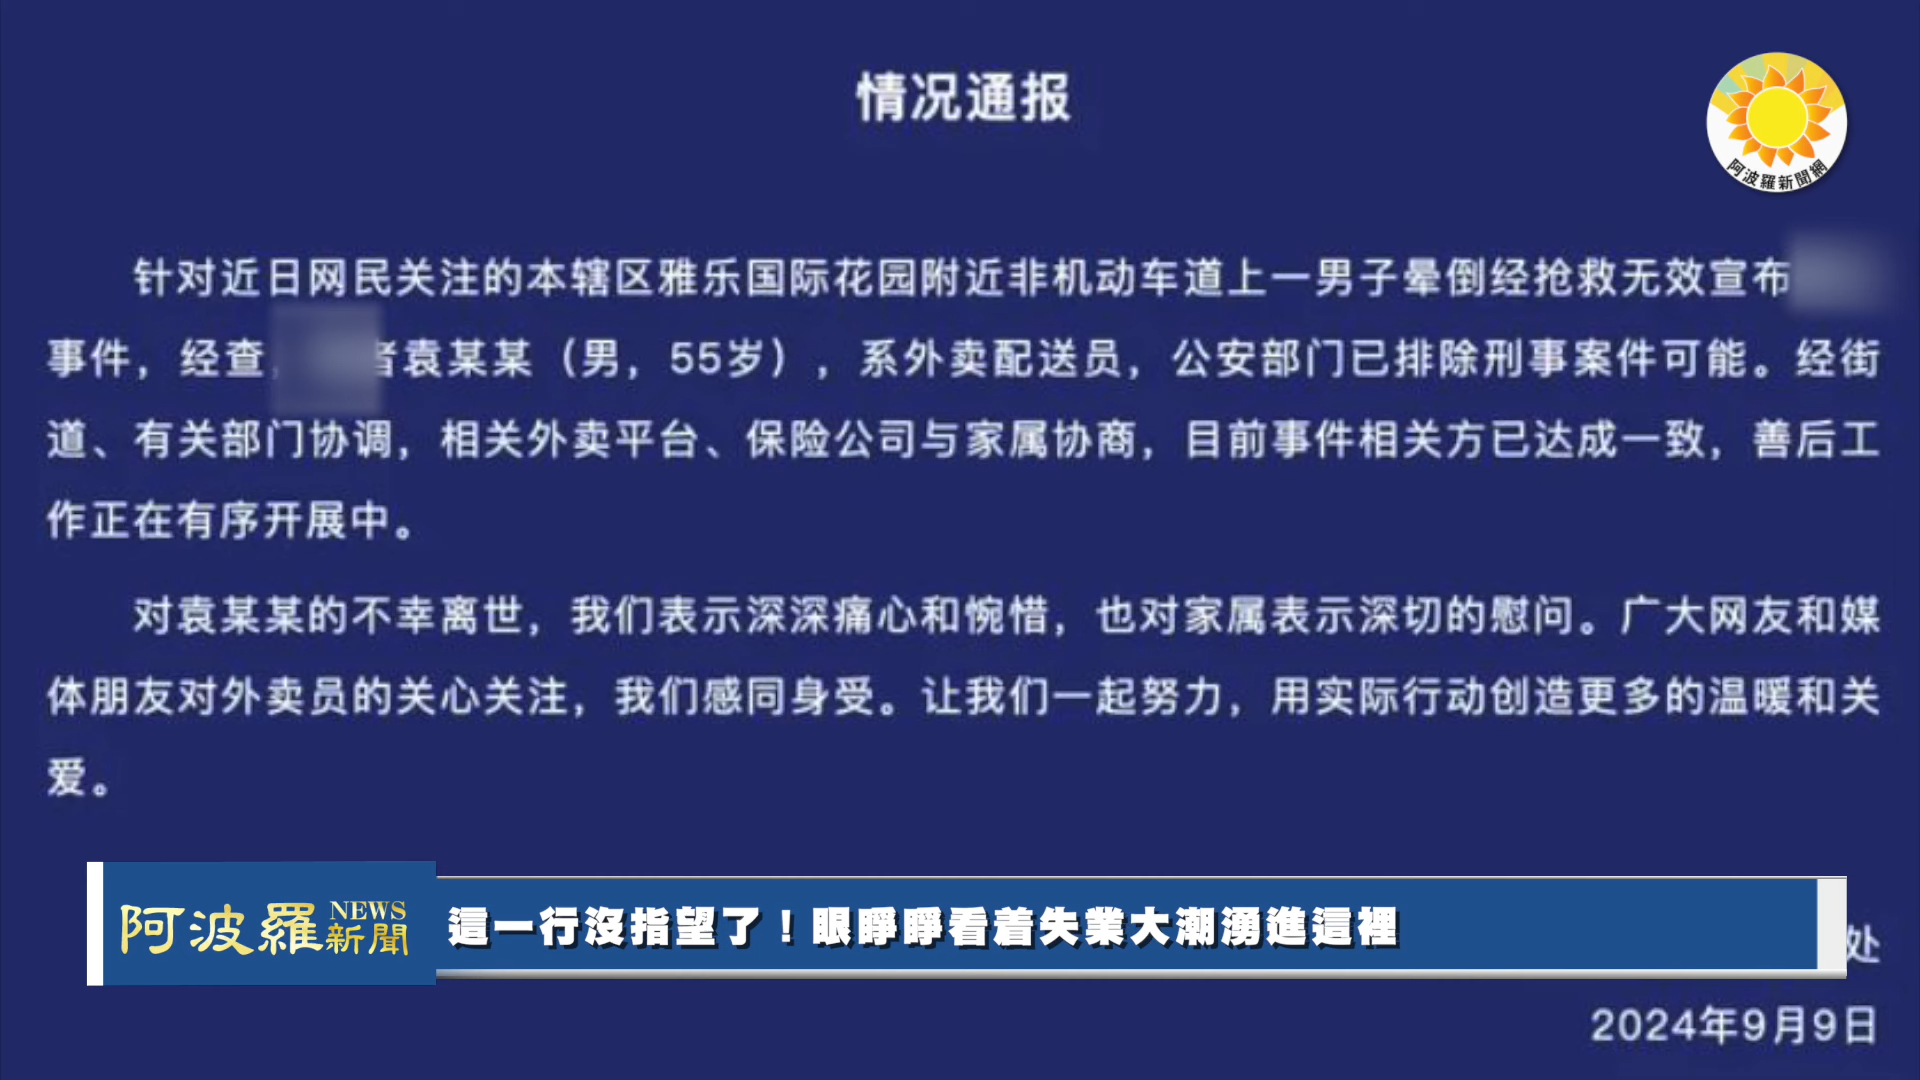 情况通报
阿波羅新聞網
针对近日网民关注的本辖区雅乐国际花园附近非机动车道上一男子晕倒经抢救无效宣布
事件，经查，者袁某某（男，55岁），系外卖配送员，公安部门已排除刑事案件可能。经街
道、有关部门协调，相关外卖平台、保险公司与家属协商，目前事件相关方已达成一致，善后工
作正在有序开展中。
对袁某某的不幸离世，我们表示深深痛心和惋惜，也对家属表示深切的慰问。广大网友和媒
体朋友对外卖员的关心关注，我们感同身受。让我们一起努力，用实际行动创造更多的温暖和关
爱。
阿波羅 NEWS 新聞
這一行沒指望了！眼睜睜看着失業大潮湧進這裡
处
2024年9月9日